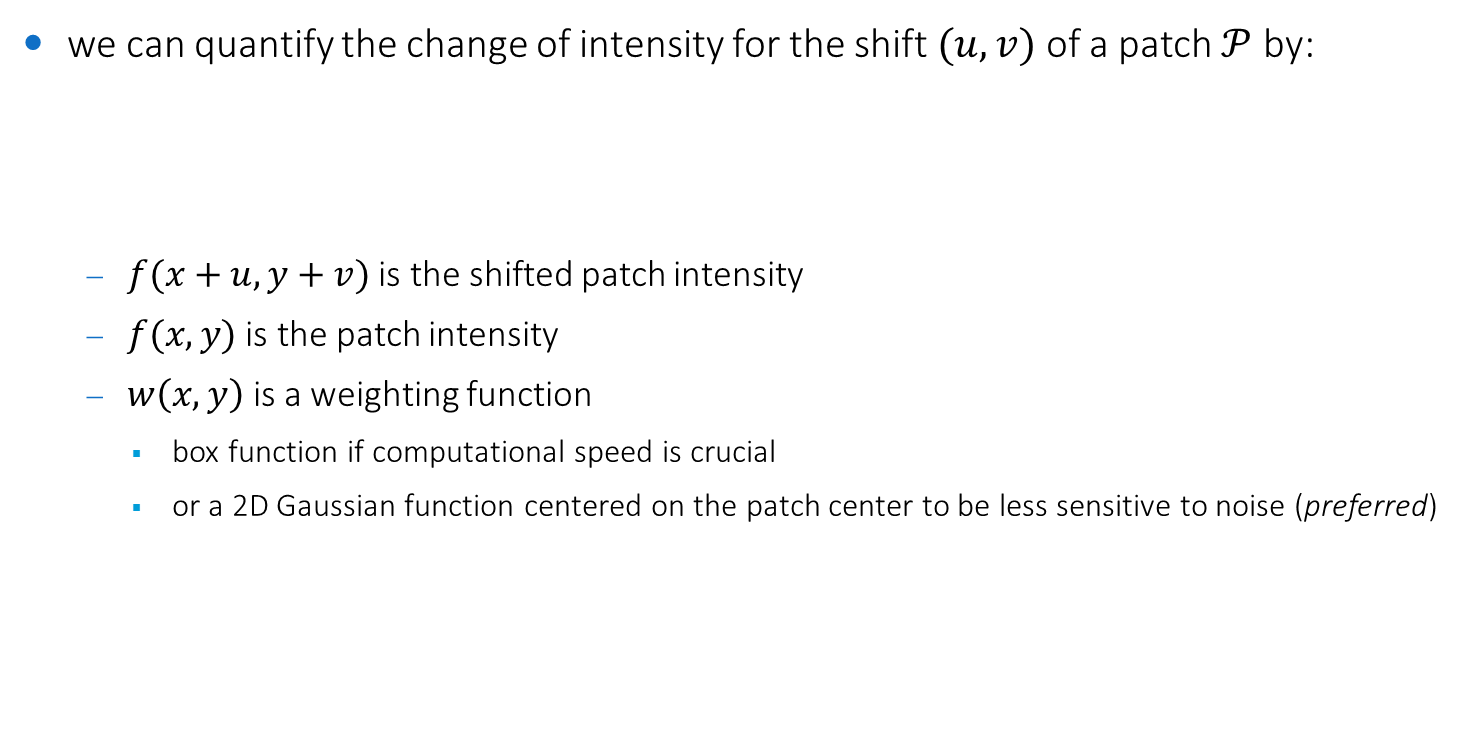 • we can quantify the change of intensity for the shift (u, v) of a patch 𝒫 by:
– f(x + u, y + v) is the shifted patch intensity
– f(x, y) is the patch intensity
– w(x, y) is a weighting function
▪ box function if computational speed is crucial
▪ or a 2D Gaussian function centered on the patch center to be less sensitive to noise (preferred)